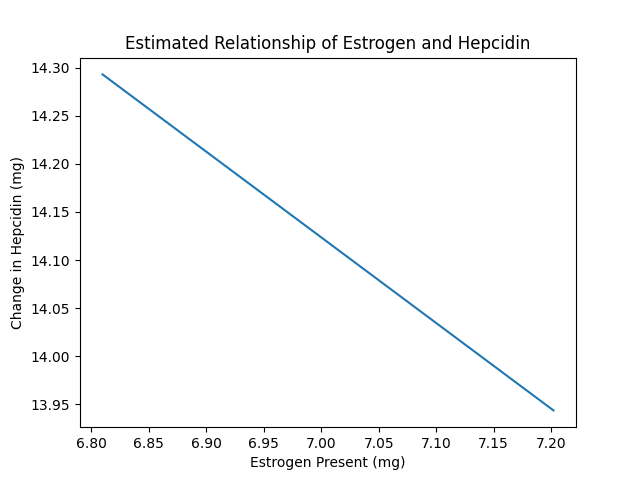 Estimated Relationship of Estrogen and Hepcidin
14.30
14.25
14.20
14.15
14.10
14.05
14.00
13.95
Change in Hepcidin (mg)
6.80 6.85 6.90 6.95 7.00 7.05 7.10 7.15 7.20
Estrogen Present (mg)